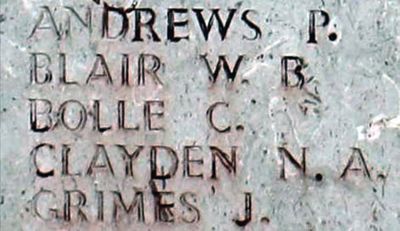 ANDREWS P.
BLAIR W. B.
BOLLE C.
CLAYDEN N. A.
GRIMES J.